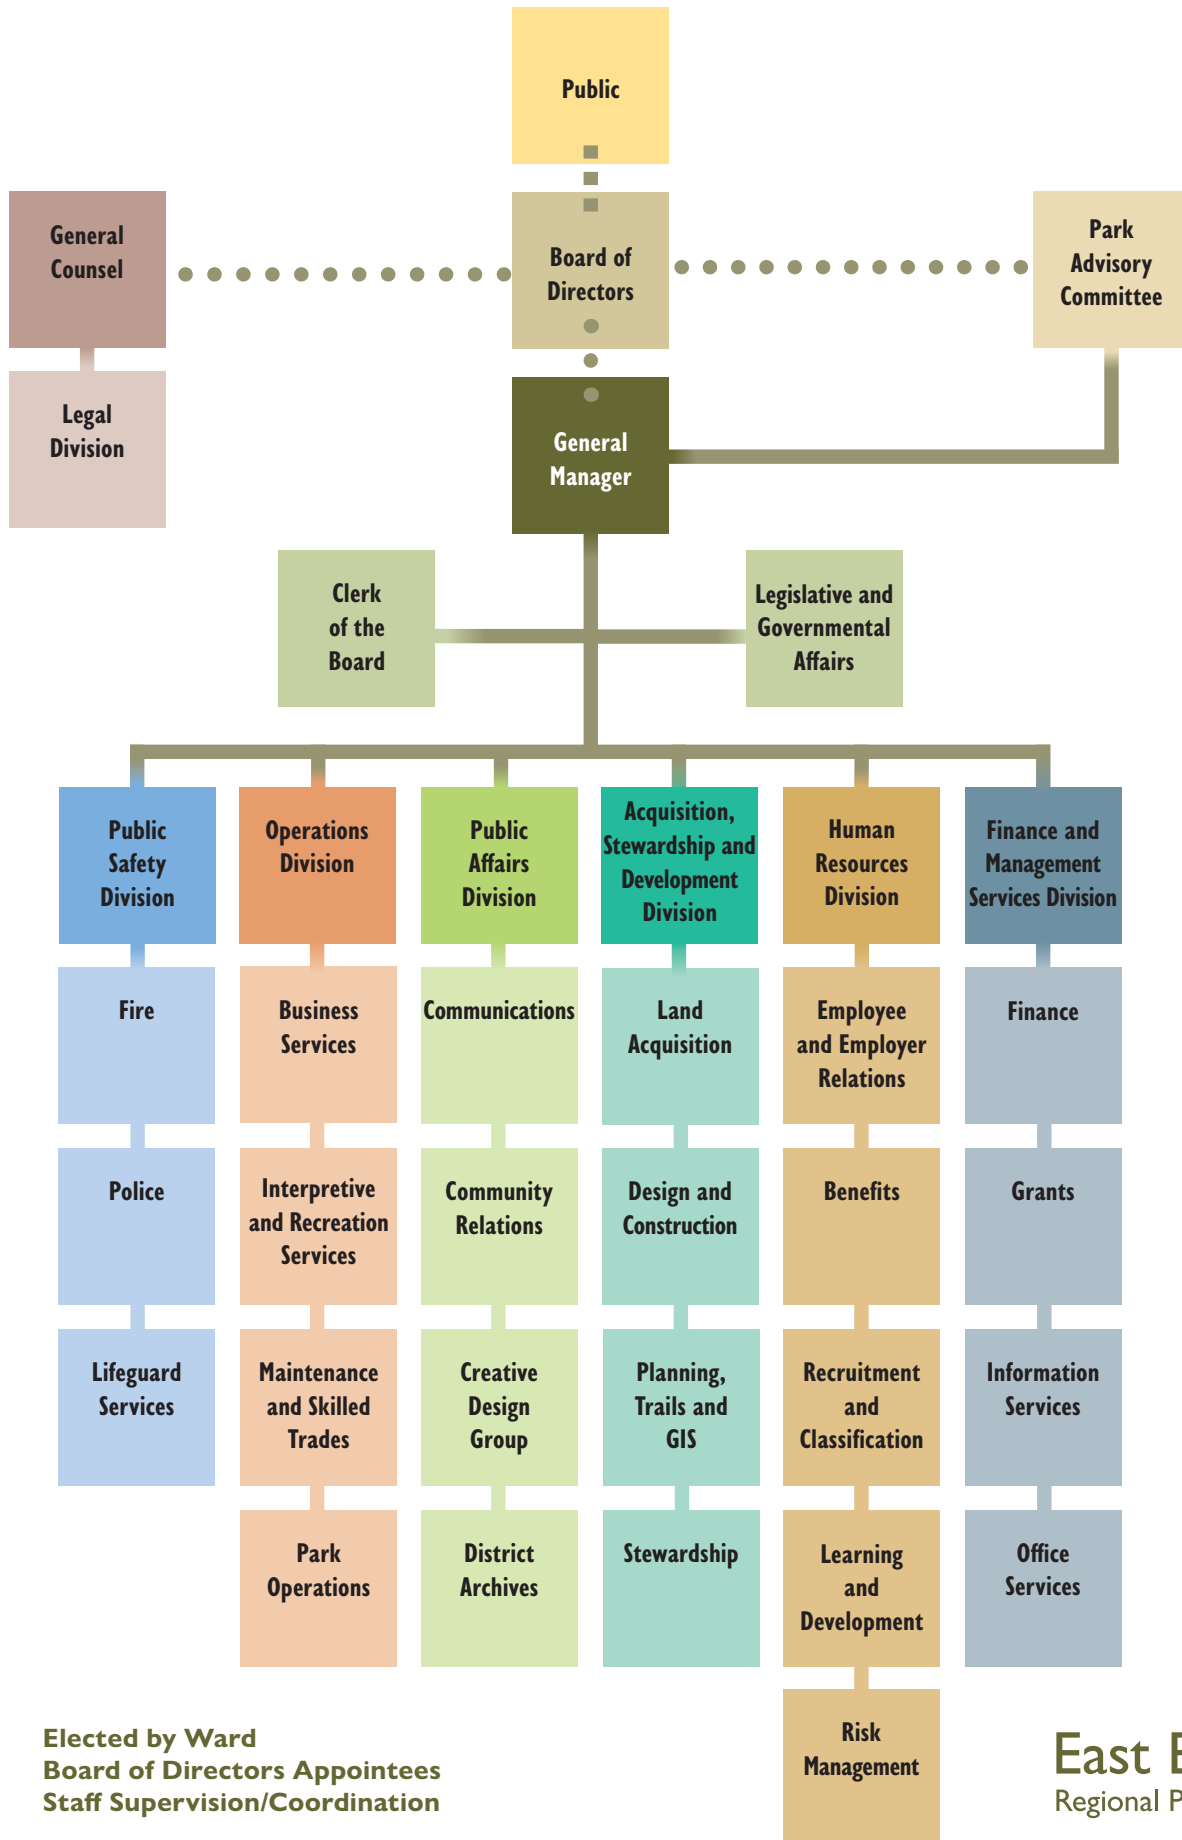 Public
General
Counsel
Board of
Directors
Park
Advisory
Committee
Legal
Division
General
Manager
Clerk
of the
Board
Legislative and
Governmental
Affairs
Public
Safety
Division
Operations
Division
Public
Affairs
Division
Acquisition,
Stewardship and
Development
Division
Human
Resources
Division
Finance and
Management
Services Division
Fire
Business
Services
Communications
Land
Acquisition
Employee
and Employer
Relations
Finance
Police
Interpretive
and Recreation
Services
Community
Relations
Design and
Construction
Benefits
Grants
Lifeguard
Services
Maintenance
and Skilled
Trades
Creative
Design
Group
Planning,
Trails and
GIS
Recruitment
and
Classification
Information
Services
Park
Operations
District
Archives
Stewardship
Learning
and
Development
Office
Services
Risk
Management
Elected by Ward
Board of Directors Appointees
Staff Supervision/Coordination
East
Regional